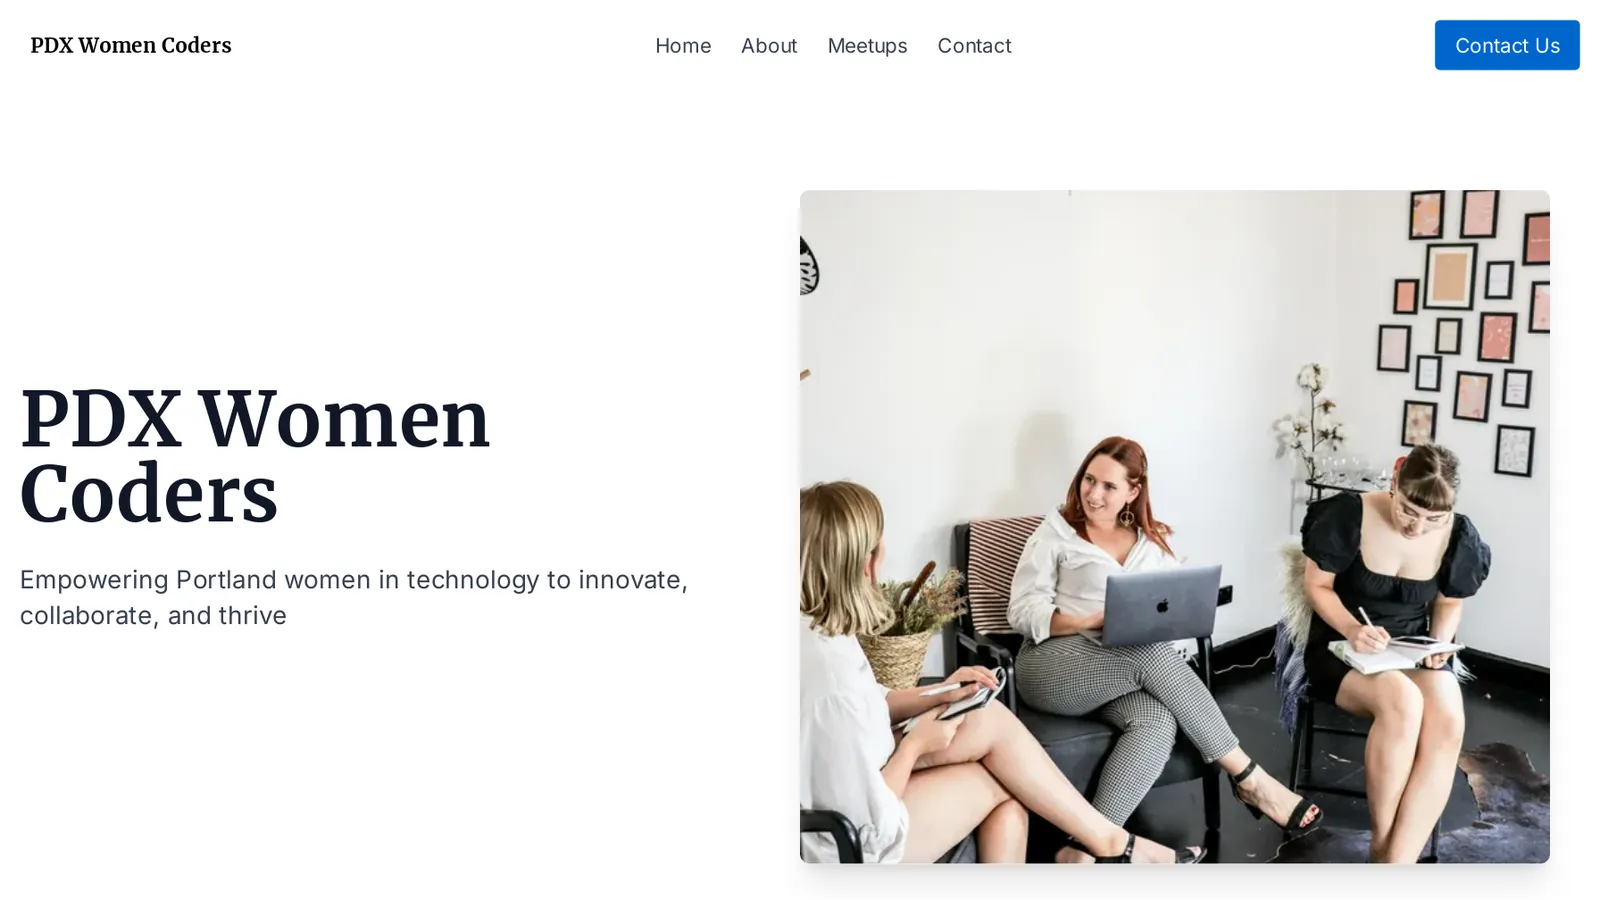 PDX Women Coders
Home
About
Meetups
Contact
Contact Us
PDX Women
Coders
Empowering Portland women in technology to innovate,
collaborate, and thrive